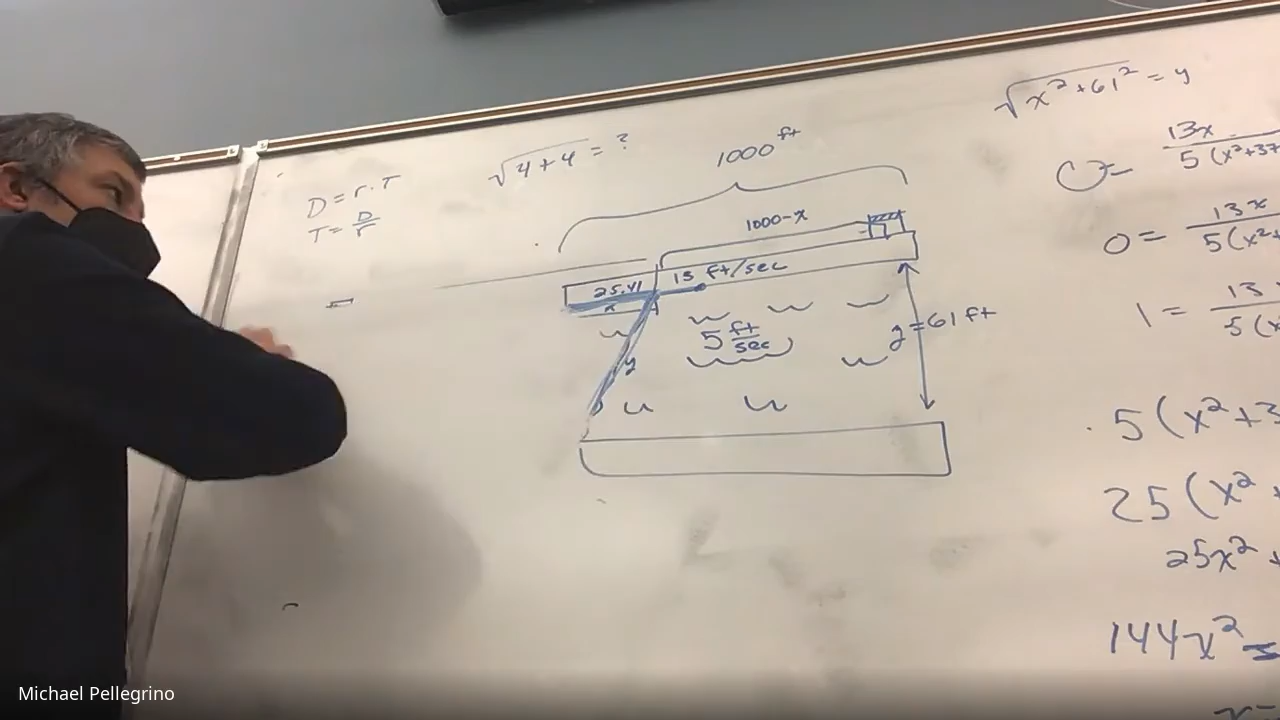 √x²+61² = y
√4+4 = ?
1000 ft
D = r·T
T = D/r
1000-x
13x
5(x²+37
0 =
13x
5(x²+
1 =
13
5(x
25.41
x
13 ft/sec
5 ft/sec
y
z=61 ft
5(x²+3
25(x²
25x²
144x²=
Michael Pellegrino